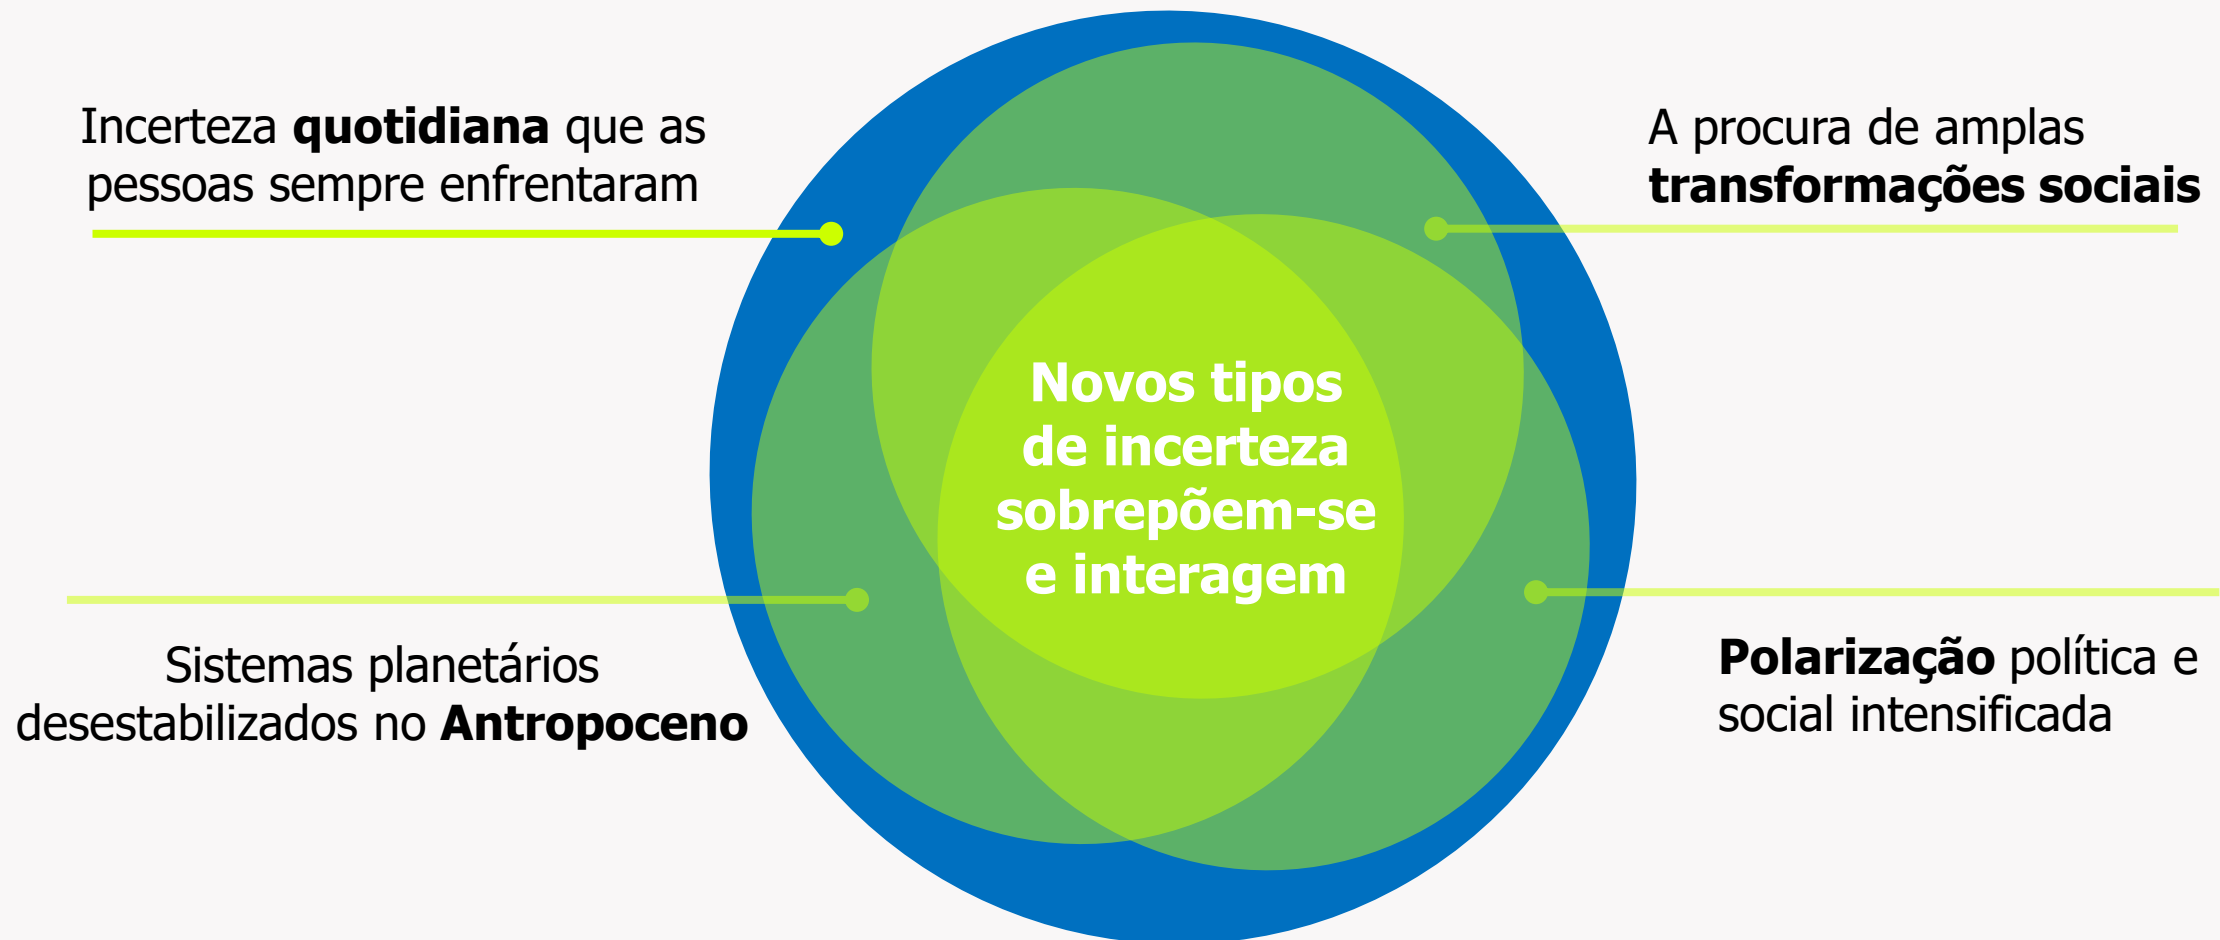 Incerteza quotidiana que as
pessoas sempre enfrentaram
A procura de amplas
transformações sociais
Novos tipos
de incerteza
sobrepõem-se
e interagem
Sistemas planetários
desestabilizados no Antropoceno
Polarização política e
social intensificada